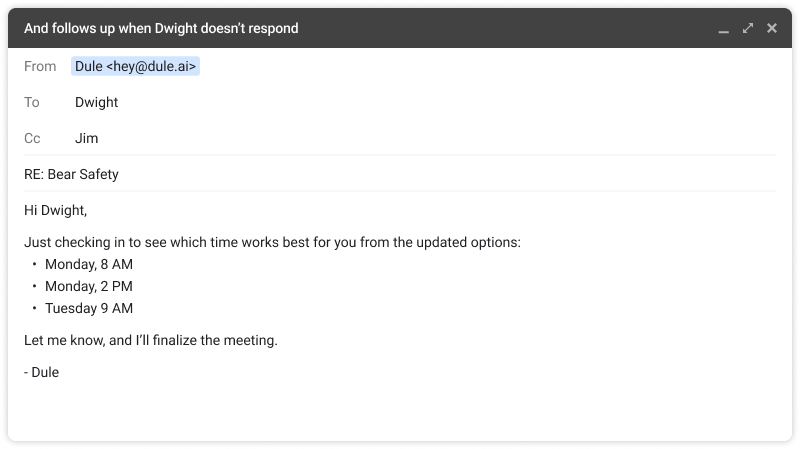 And follows up when Dwight doesn't respond
From Dule <hey@dule.ai>
To Dwight
Cc Jim
RE: Bear Safety
Hi Dwight,
Just checking in to see which time works best for you from the updated options:
• Monday, 8 AM
• Monday, 2 PM
• Tuesday 9 AM
Let me know, and I’ll finalize the meeting.
- Dule